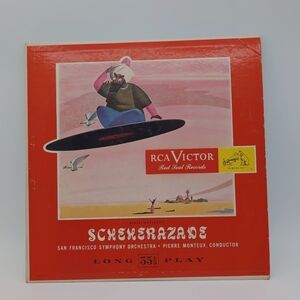 RCA VICTOR
Red Seal Records
SCHEHERAZADE
SAN FRANCISCO SYMPHONY ORCHESTRA • PIERRE MONTEUX, CONDUCTOR
LONG 33⅓ PLAY